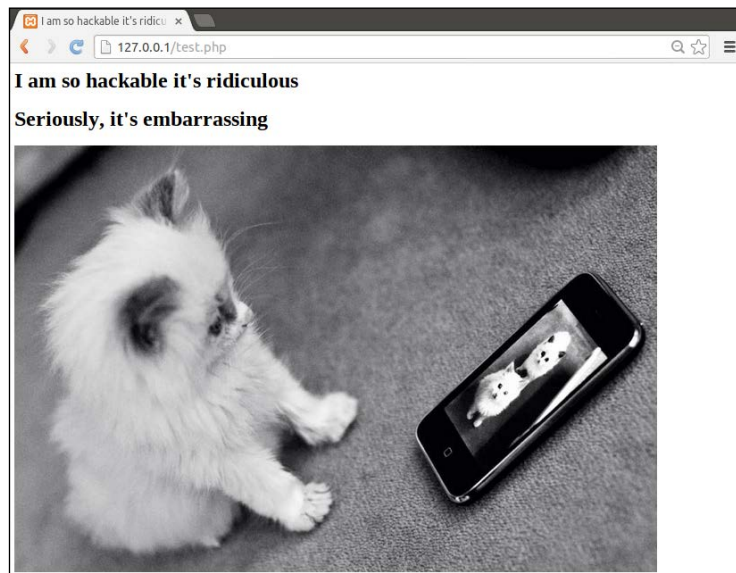 I am so hackable it's ridicu
127.0.0.1/test.php
I am so hackable it's ridiculous
Seriously, it's embarrassing